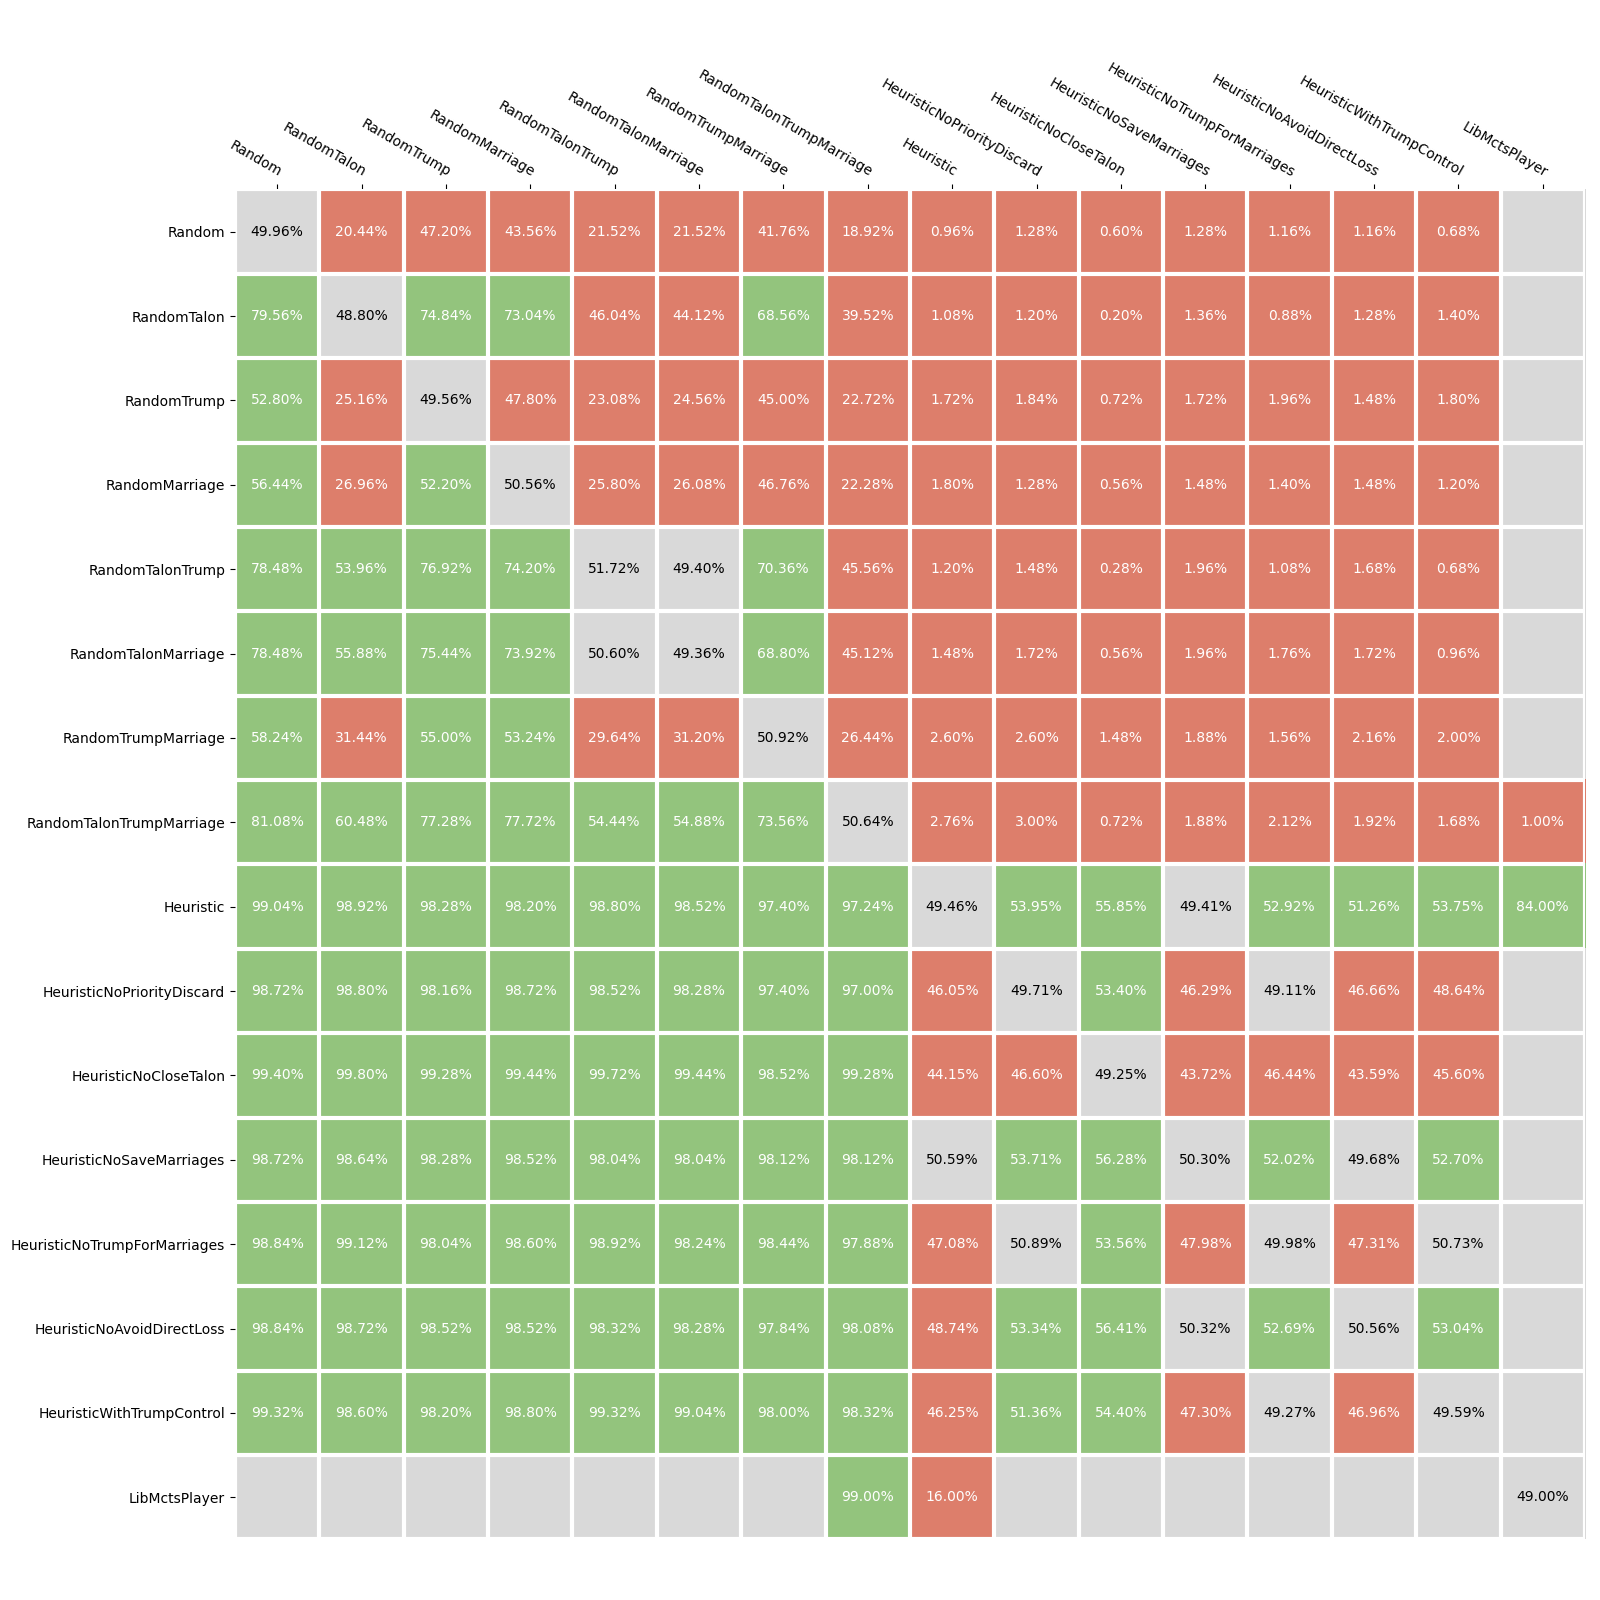 Random RandomTalon RandomTrump RandomMarriage RandomTalonTrump RandomTalonMarriage RandomTrumpMarriage RandomTalonTrumpMarriage Heuristic HeuristicNoPriorityDiscard HeuristicNoCloseTalon HeuristicNoSaveMarriages HeuristicNoTrumpForMarriages HeuristicNoAvoidDirectLoss HeuristicWithTrumpControl LibMctsPlayer
Random 49.96% 20.44% 47.20% 43.56% 21.52% 21.52% 41.76% 18.92% 0.96% 1.28% 0.60% 1.28% 1.16% 1.16% 0.68%
RandomTalon 79.56% 48.80% 74.84% 73.04% 46.04% 44.12% 68.56% 39.52% 1.08% 1.20% 0.20% 1.36% 0.88% 1.28% 1.40%
RandomTrump 52.80% 25.16% 49.56% 47.80% 23.08% 24.56% 45.00% 22.72% 1.72% 1.84% 0.72% 1.72% 1.96% 1.48% 1.80%
RandomMarriage 56.44% 26.96% 52.20% 50.56% 25.80% 26.08% 46.76% 22.28% 1.80% 1.28% 0.56% 1.48% 1.40% 1.48% 1.20%
RandomTalonTrump 78.48% 53.96% 76.92% 74.20% 51.72% 49.40% 70.36% 45.56% 1.20% 1.48% 0.28% 1.96% 1.08% 1.68% 0.68%
RandomTalonMarriage 78.48% 55.88% 75.44% 73.92% 50.60% 49.36% 68.80% 45.12% 1.48% 1.72% 0.56% 1.96% 1.76% 1.72% 0.96%
RandomTrumpMarriage 58.24% 31.44% 55.00% 53.24% 29.64% 31.20% 50.92% 26.44% 2.60% 2.60% 1.48% 1.88% 1.56% 2.16% 2.00%
RandomTalonTrumpMarriage 81.08% 60.48% 77.28% 77.72% 54.44% 54.88% 73.56% 50.64% 2.76% 3.00% 0.72% 1.88% 2.12% 1.92% 1.68% 1.00%
Heuristic 99.04% 98.92% 98.28% 98.20% 98.80% 98.52% 97.40% 97.24% 49.46% 53.95% 55.85% 49.41% 52.92% 51.26% 53.75% 84.00%
HeuristicNoPriorityDiscard 98.72% 98.80% 98.16% 98.72% 98.52% 98.28% 97.40% 97.00% 46.05% 49.71% 53.40% 46.29% 49.11% 46.66% 48.64%
HeuristicNoCloseTalon 99.40% 99.80% 99.28% 99.44% 99.72% 99.44% 98.52% 99.28% 44.15% 46.60% 49.25% 43.72% 46.44% 43.59% 45.60%
HeuristicNoSaveMarriages 98.72% 98.64% 98.28% 98.52% 98.04% 98.04% 98.12% 98.12% 50.59% 53.71% 56.28% 50.30% 52.02% 49.68% 52.70%
HeuristicNoTrumpForMarriages 98.84% 99.12% 98.04% 98.60% 98.92% 98.24% 98.44% 97.88% 47.08% 50.89% 53.56% 47.98% 49.98% 47.31% 50.73%
HeuristicNoAvoidDirectLoss 98.84% 98.72% 98.52% 98.52% 98.32% 98.28% 97.84% 98.08% 48.74% 53.34% 56.41% 50.32% 52.69% 50.56% 53.04%
HeuristicWithTrumpControl 99.32% 98.60% 98.20% 98.80% 99.32% 99.04% 98.00% 98.32% 46.25% 51.36% 54.40% 47.30% 49.27% 46.96% 49.59%
LibMctsPlayer 99.00% 16.00% 49.00%